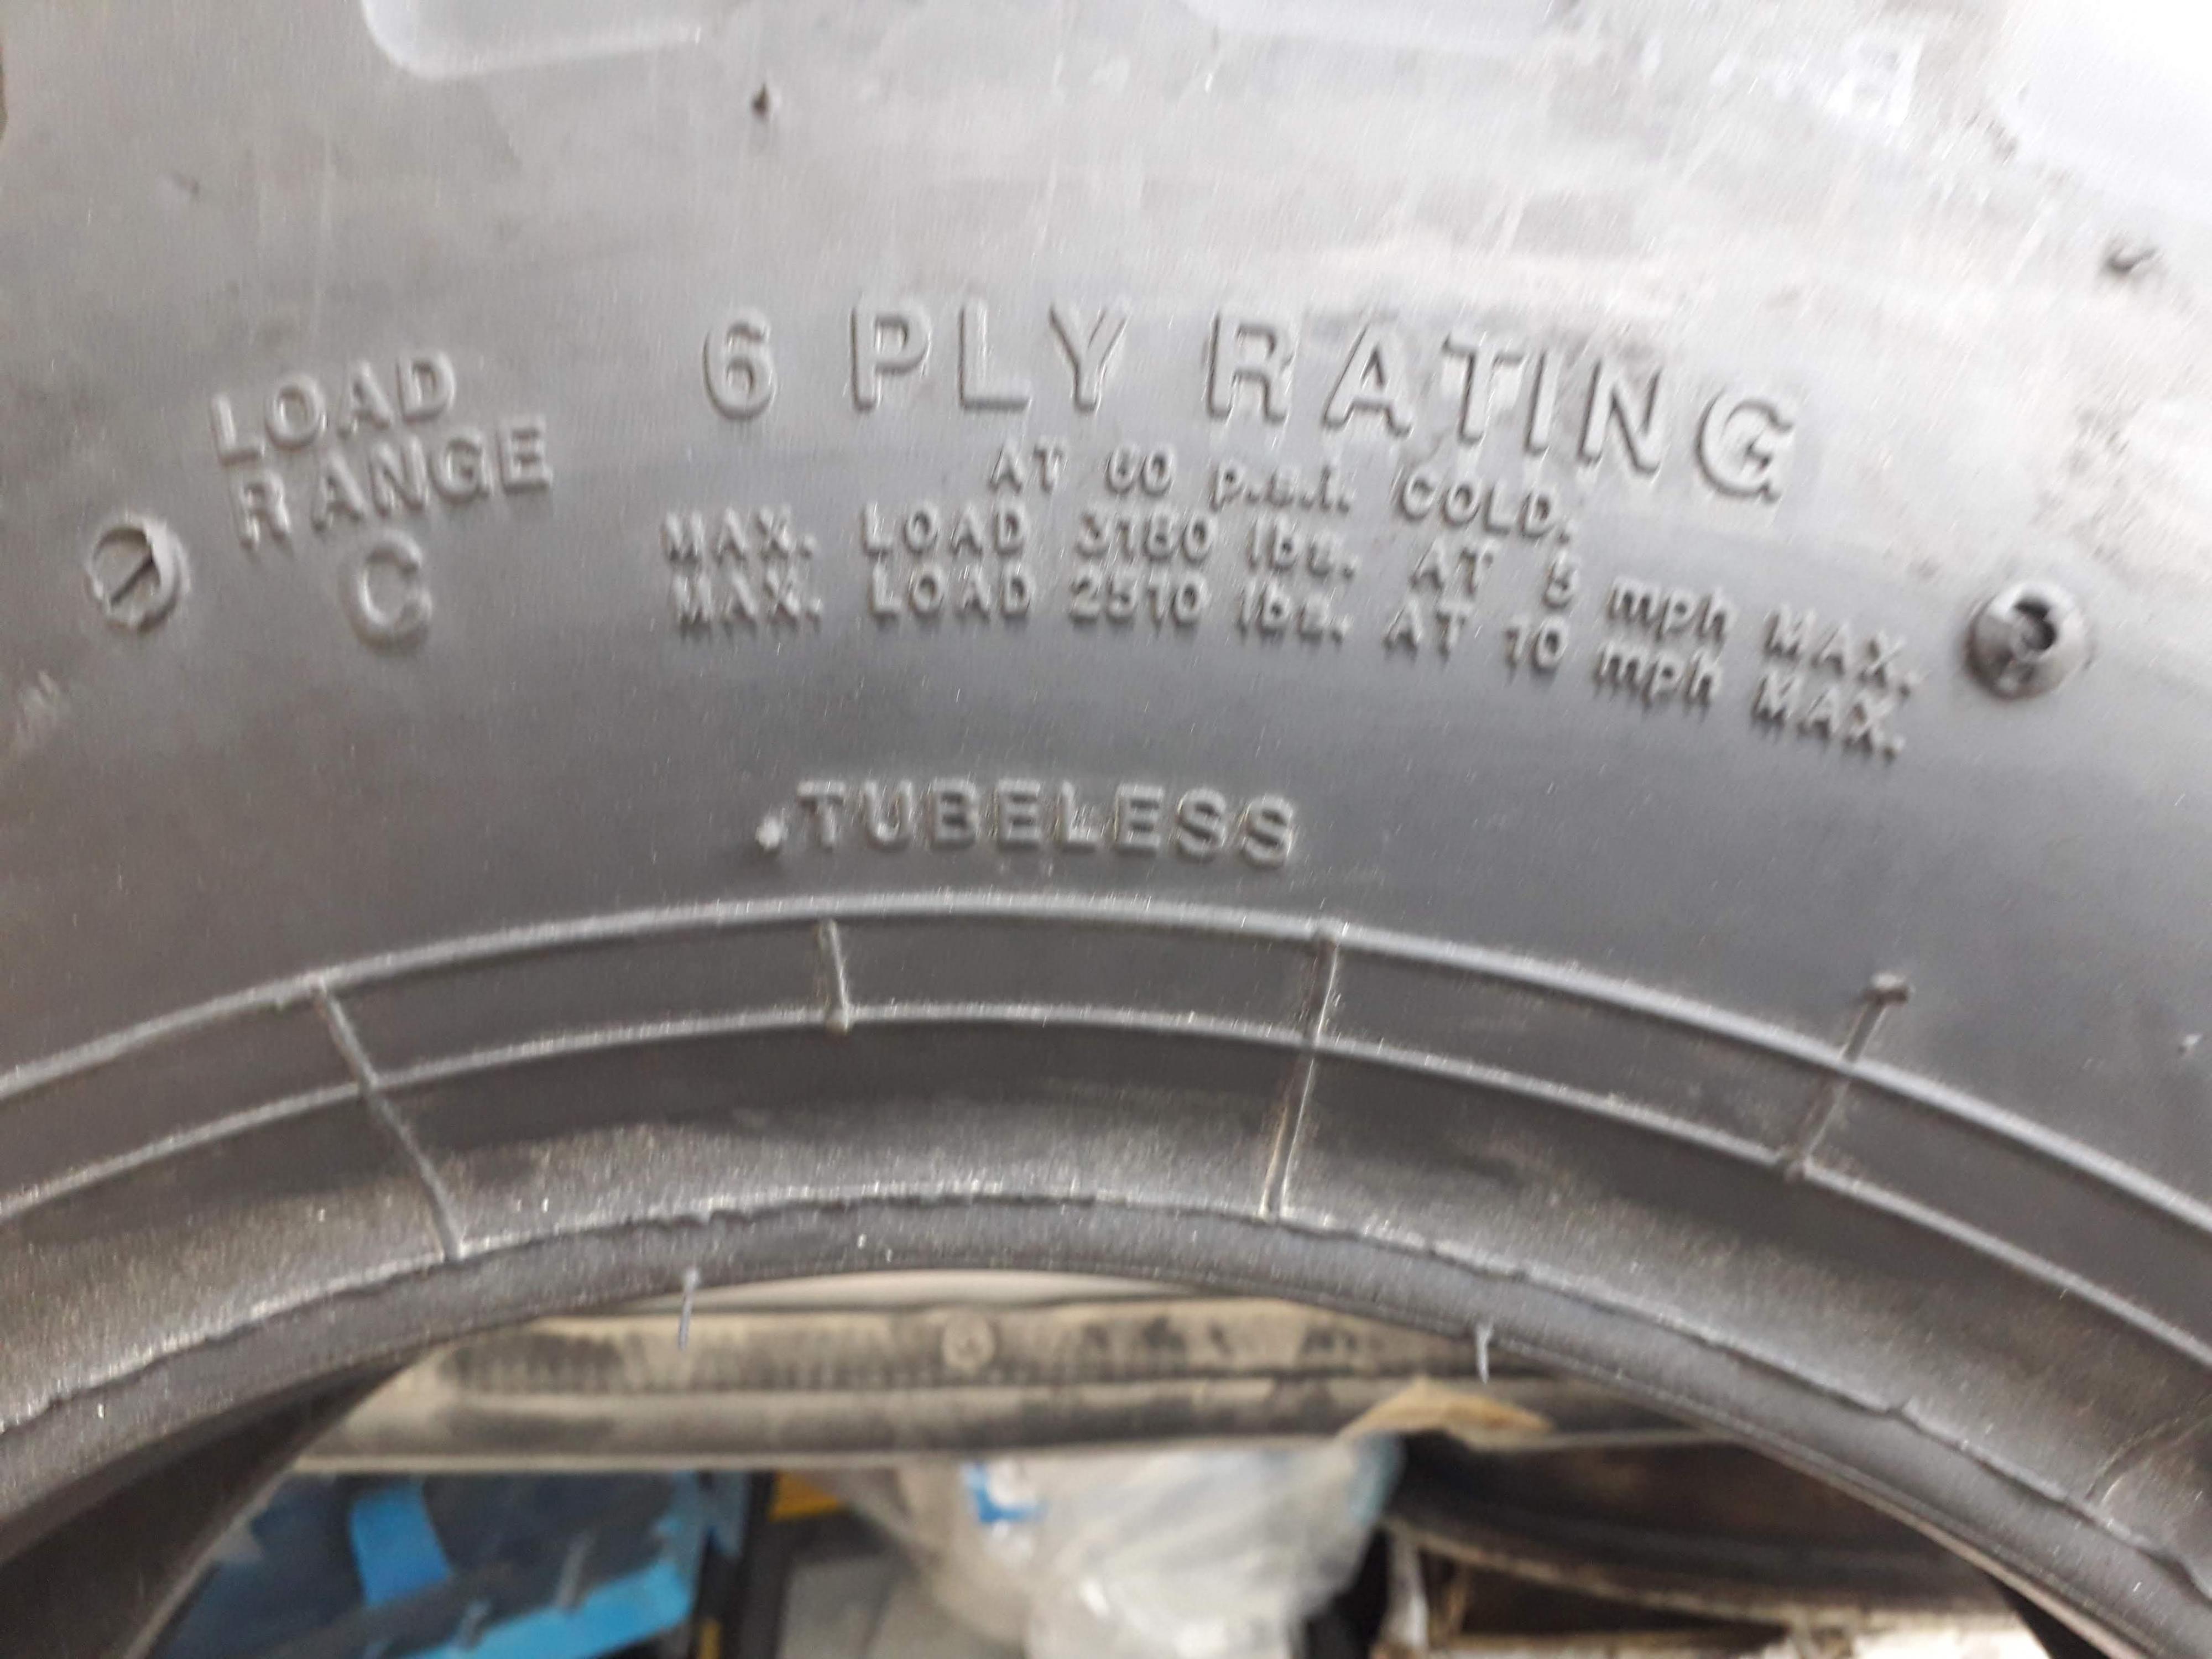 LOAD
RANGE
C
6 PLY RATING
AT 60 p.s.i. COLD.
MAX. LOAD 3160 lbs. AT 5 mph MAX.
MAX. LOAD 2510 lbs. AT 10 mph MAX.
TUBELESS